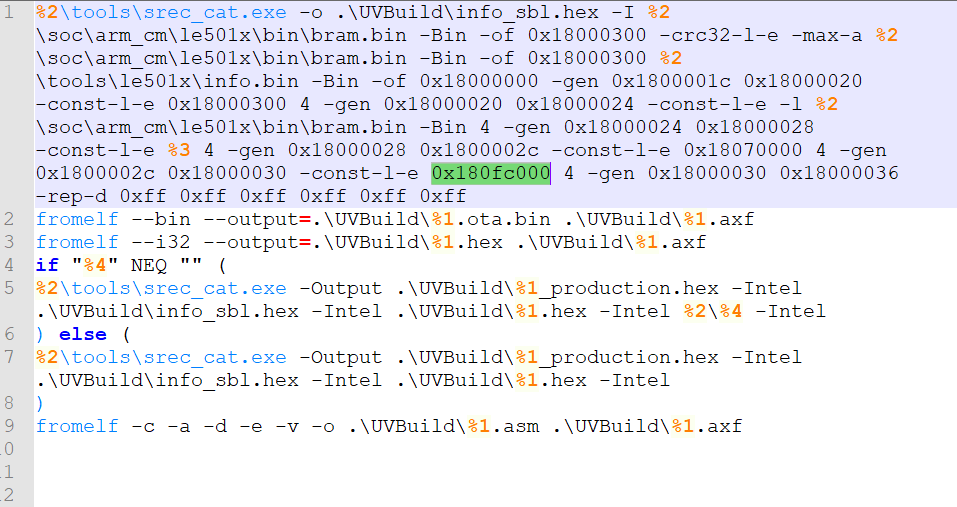 1 %2\tools\srec_cat.exe -o .\UVBuild\info_sbl.hex -I %2
\soc\arm_cm\le501x\bin\bram.bin -Bin -of 0x18000300 -crc32-l-e -max-a %2
\soc\arm_cm\le501x\bin\bram.bin -Bin -of 0x18000300 %2
\tools\le501x\info.bin -Bin -of 0x18000000 -gen 0x1800001c 0x18000020
-const-l-e 0x18000300 4 -gen 0x18000020 0x18000024 -const-l-e -l %2
\soc\arm_cm\le501x\bin\bram.bin -Bin 4 -gen 0x18000024 0x18000028
-const-l-e %3 4 -gen 0x18000028 0x1800002c -const-l-e 0x18070000 4 -gen
0x1800002c 0x18000030 -const-l-e 0x180fc000 4 -gen 0x18000030 0x18000036
-rep-d 0xff 0xff 0xff 0xff 0xff 0xff
2 fromelf --bin --output=.\UVBuild\%1.ota.bin .\UVBuild\%1.axf
3 fromelf --i32 --output=.\UVBuild\%1.hex .\UVBuild\%1.axf
4 if "%4" NEQ "" (
5 %2\tools\srec_cat.exe -Output .\UVBuild\%1_production.hex -Intel
.\UVBuild\info_sbl.hex -Intel .\UVBuild\%1.hex -Intel %2\%4 -Intel
6 ) else (
7 %2\tools\srec_cat.exe -Output .\UVBuild\%1_production.hex -Intel
.\UVBuild\info_sbl.hex -Intel .\UVBuild\%1.hex -Intel
8 )
9 fromelf -c -a -d -e -v -o .\UVBuild\%1.asm .\UVBuild\%1.axf
0
1
2